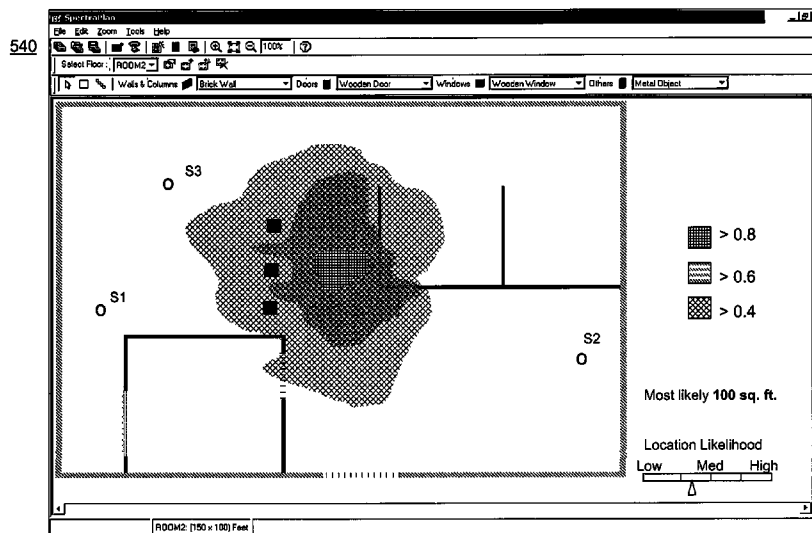 SpectraPlan
File Edit Zoom Tools Help
540
100%
Select Floor: ROOM2
Walls & Columns Brick Wall Doors Wooden Door Windows Wooden Window Others Metal Object
S3
> 0.8
> 0.6
S1
> 0.4
S2
Most likely 100 sq. ft.
Location Likelihood
Low Med High
ROOM2: [150 x 100] Feet